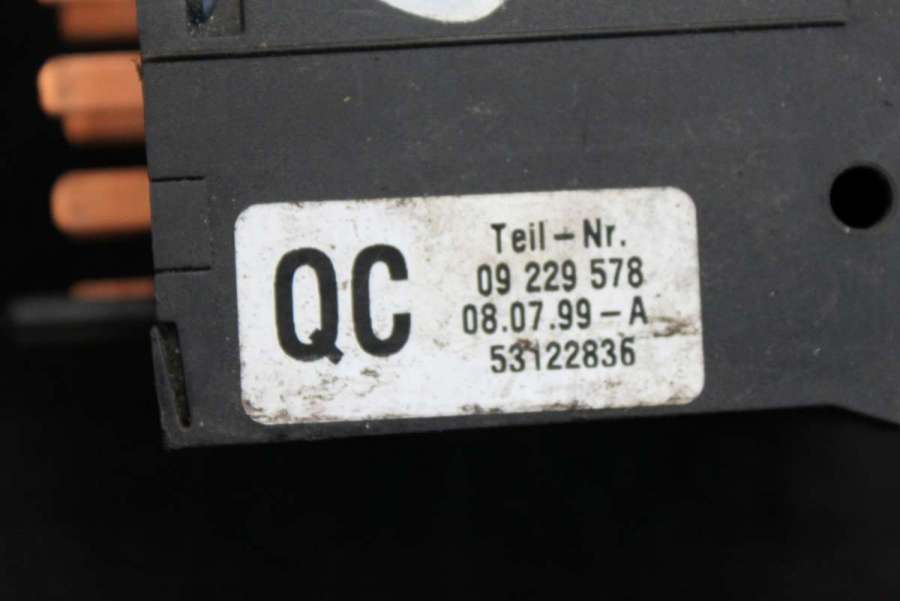 QC
Teil-Nr.
09 229 578
08.07.99-A
53122836